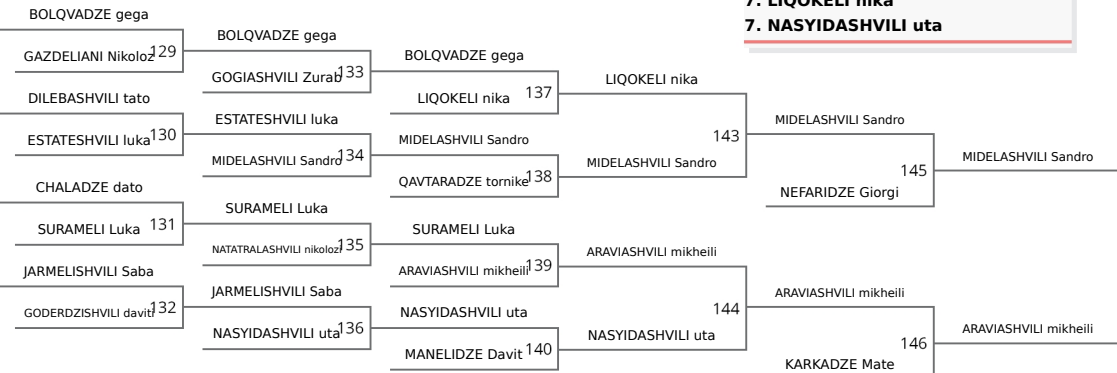 7. LIQOKELI nika
7. NASYIDASHVILI uta
BOLQVADZE gega
GAZDELIANI Nikoloz
129
DILEBASHVILI tato
ESTATESHVILI luka
130
CHALADZE dato
SURAMELI Luka
131
JARMELISHVILI Saba
GODERDZISHVILI daviti
132
BOLQVADZE gega
GOGIASHVILI Zurab
133
ESTATESHVILI luka
MIDELASHVILI Sandro
134
SURAMELI Luka
NATATRALASHVILI nikolozi
135
JARMELISHVILI Saba
NASYIDASHVILI uta
136
BOLQVADZE gega
LIQOKELI nika
137
MIDELASHVILI Sandro
QAVTARADZE tornike
138
SURAMELI Luka
ARAVIASHVILI mikheili
139
NASYIDASHVILI uta
MANELIDZE Davit
140
LIQOKELI nika
143
MIDELASHVILI Sandro
ARAVIASHVILI mikheili
144
NASYIDASHVILI uta
MIDELASHVILI Sandro
145
NEFARIDZE Giorgi
ARAVIASHVILI mikheili
146
KARKADZE Mate
MIDELASHVILI Sandro
ARAVIASHVILI mikheili